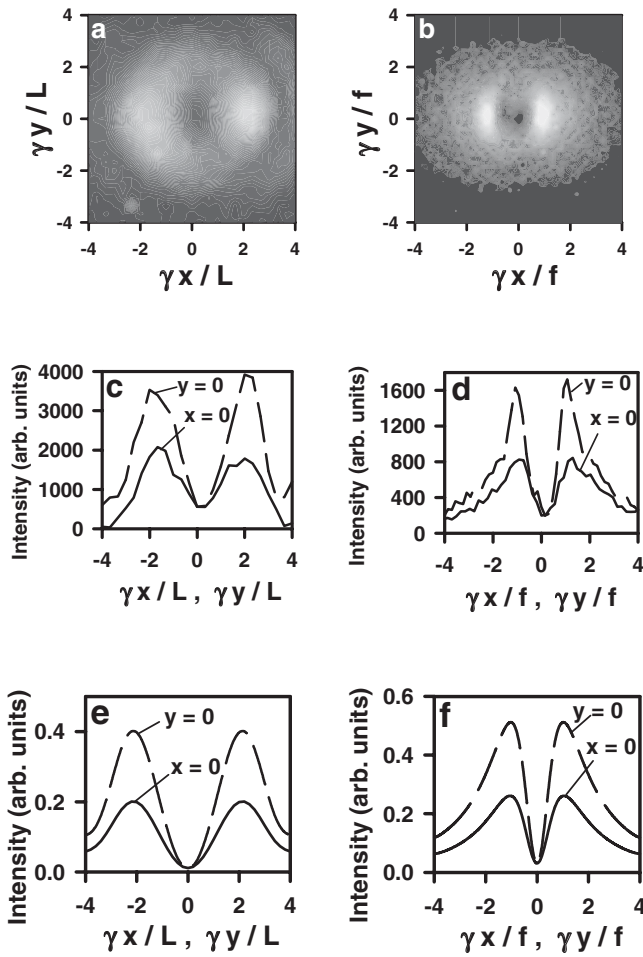 a
γ y / L
4
2
0
-2
-4
-4 -2 0 2 4
γ x / L
b
γ y / f
4
2
0
-2
-4
-4 -2 0 2 4
γ x / f
c
Intensity (arb. units)
4000
3000
2000
1000
0
y = 0
x = 0
-4 -2 0 2 4
γ x / L , γ y / L
d
Intensity (arb. units)
1600
1200
800
400
y = 0
x = 0
-4 -2 0 2 4
γ x / f , γ y / f
e
Intensity (arb. units)
0.4
0.2
0.0
y = 0
x = 0
-4 -2 0 2 4
γ x / L , γ y / L
f
Intensity (arb. units)
0.6
0.4
0.2
0.0
y = 0
x = 0
-4 -2 0 2 4
γ x / f , γ y / f